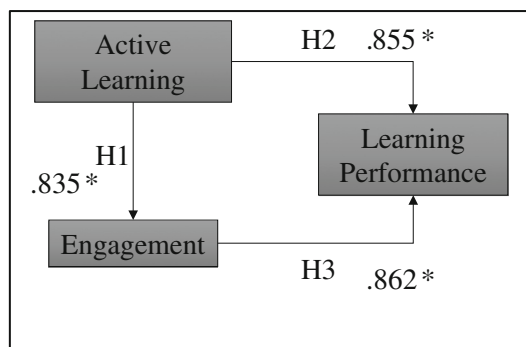 Active
Learning
H2 .855 *
Learning
Performance
H1
.835 *
Engagement
H3
.862 *